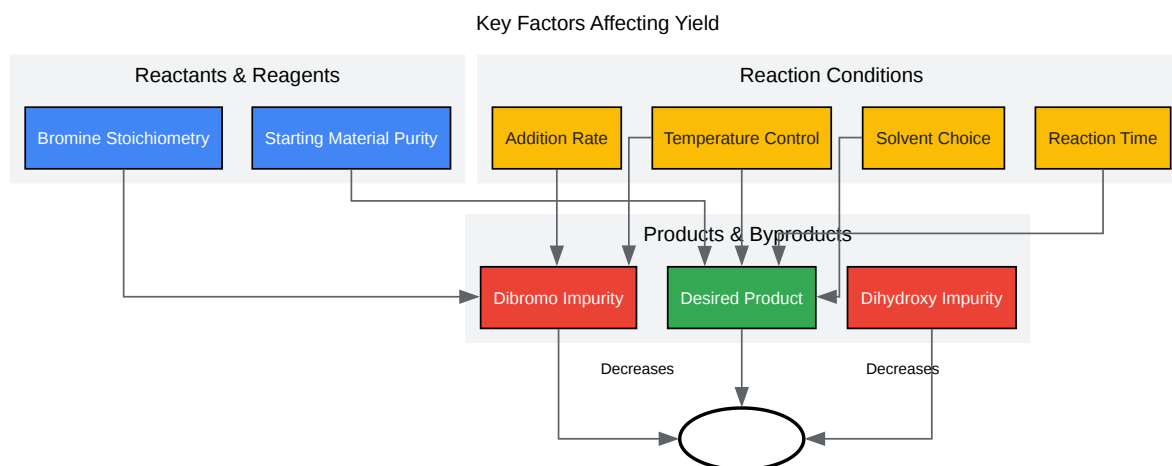 Key Factors Affecting Yield
Reactants & Reagents
Reaction Conditions
Bromine Stoichiometry
Starting Material Purity
Addition Rate
Temperature Control
Solvent Choice
Reaction Time
Products & Byproducts
Dibromo Impurity
Desired Product
Dihydroxy Impurity
Decreases
Decreases